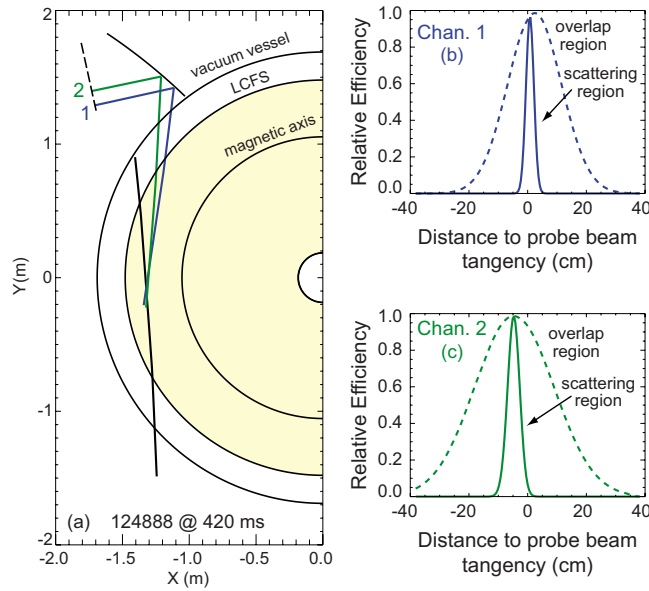 2
1
0
-1
-2
Y(m)
-2.0
-1.5
-1.0
-0.5
0.0
X (m)
vacuum vessel
LCFS
magnetic axis
2
1
(a)
124888 @ 420 ms
Relative Efficiency
1.0
0.8
0.6
0.4
0.2
0.0
Chan. 1
(b)
overlap
region
scattering
region
-40
-20
0
20
40
Distance to probe beam
tangency (cm)
Relative Efficiency
1.0
0.8
0.6
0.4
0.2
0.0
Chan. 2
(c)
overlap
region
scattering
region
-40
-20
0
20
40
Distance to probe beam
tangency (cm)